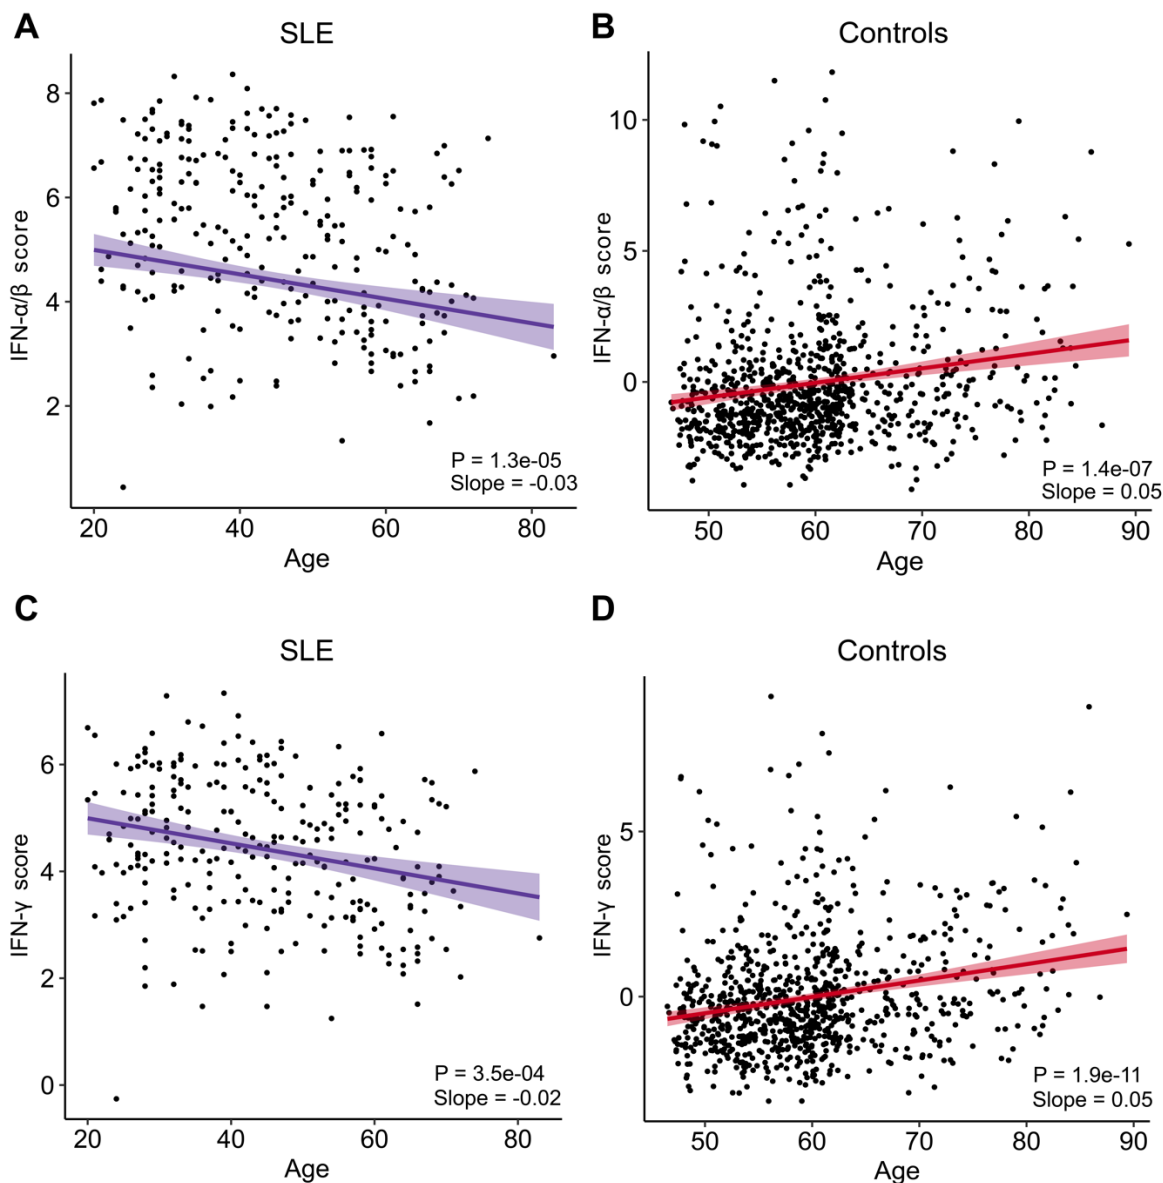 A
SLE
IFN-α/β score
8
6
4
2
P = 1.3e-05
Slope = -0.03
20 40 60 80
Age
B
Controls
IFN-α/β score
10
5
0
P = 1.4e-07
Slope = 0.05
50 60 70 80 90
Age
C
SLE
IFN-γ score
6
4
2
0
P = 3.5e-04
Slope = -0.02
20 40 60 80
Age
D
Controls
IFN-γ score
5
0
P = 1.9e-11
Slope = 0.05
50 60 70 80 90
Age